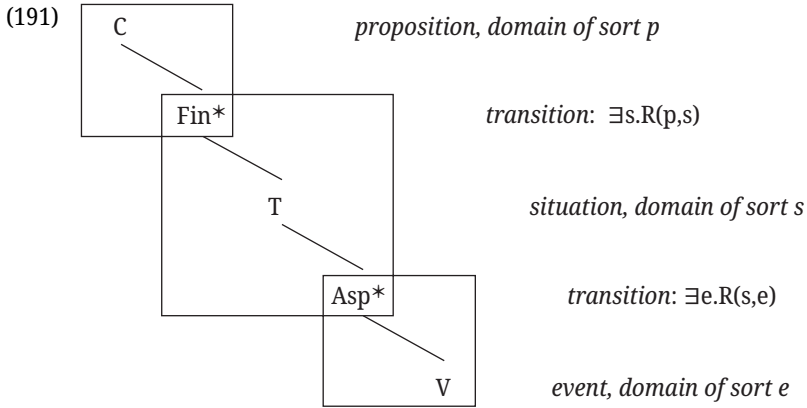 (191) C proposition, domain of sort p
Fin* transition: ∃s.R(p,s)
T situation, domain of sort s
Asp* transition: ∃e.R(s,e)
V event, domain of sort e